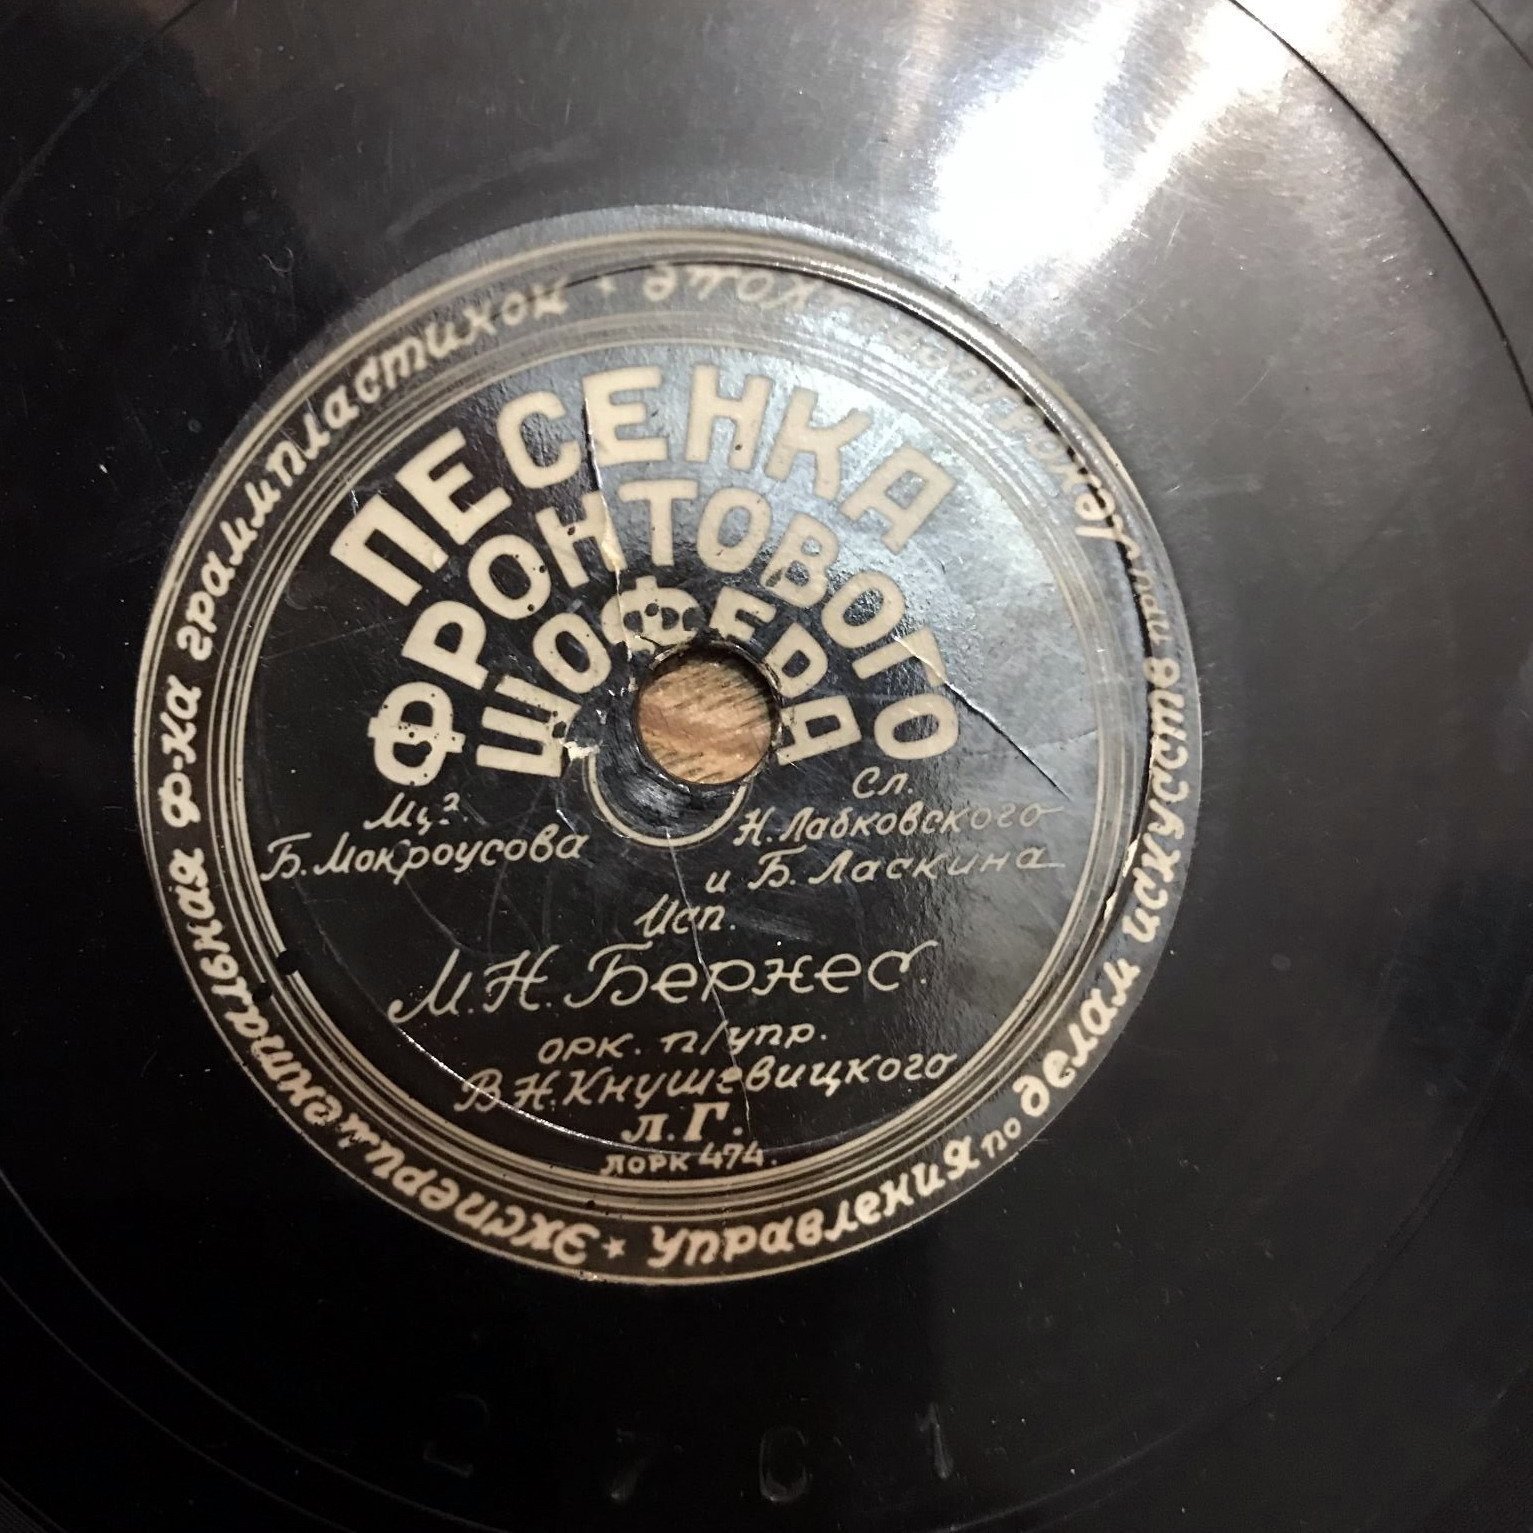 ПЕСЕНКА
ФРОНТОВОГО
ШОФЕРА
Муз.
Б. Мокроусова
Сл.
Н. Лабковского
и Б. Ласкина
Исп.
М. Н. Бернес.
орк. п/упр.
В. Н. Кнушевицкого
Л.Г.
ЛОРК 474.
Экспериментальная ф-ка грампластинок
Управления по делам искусств при